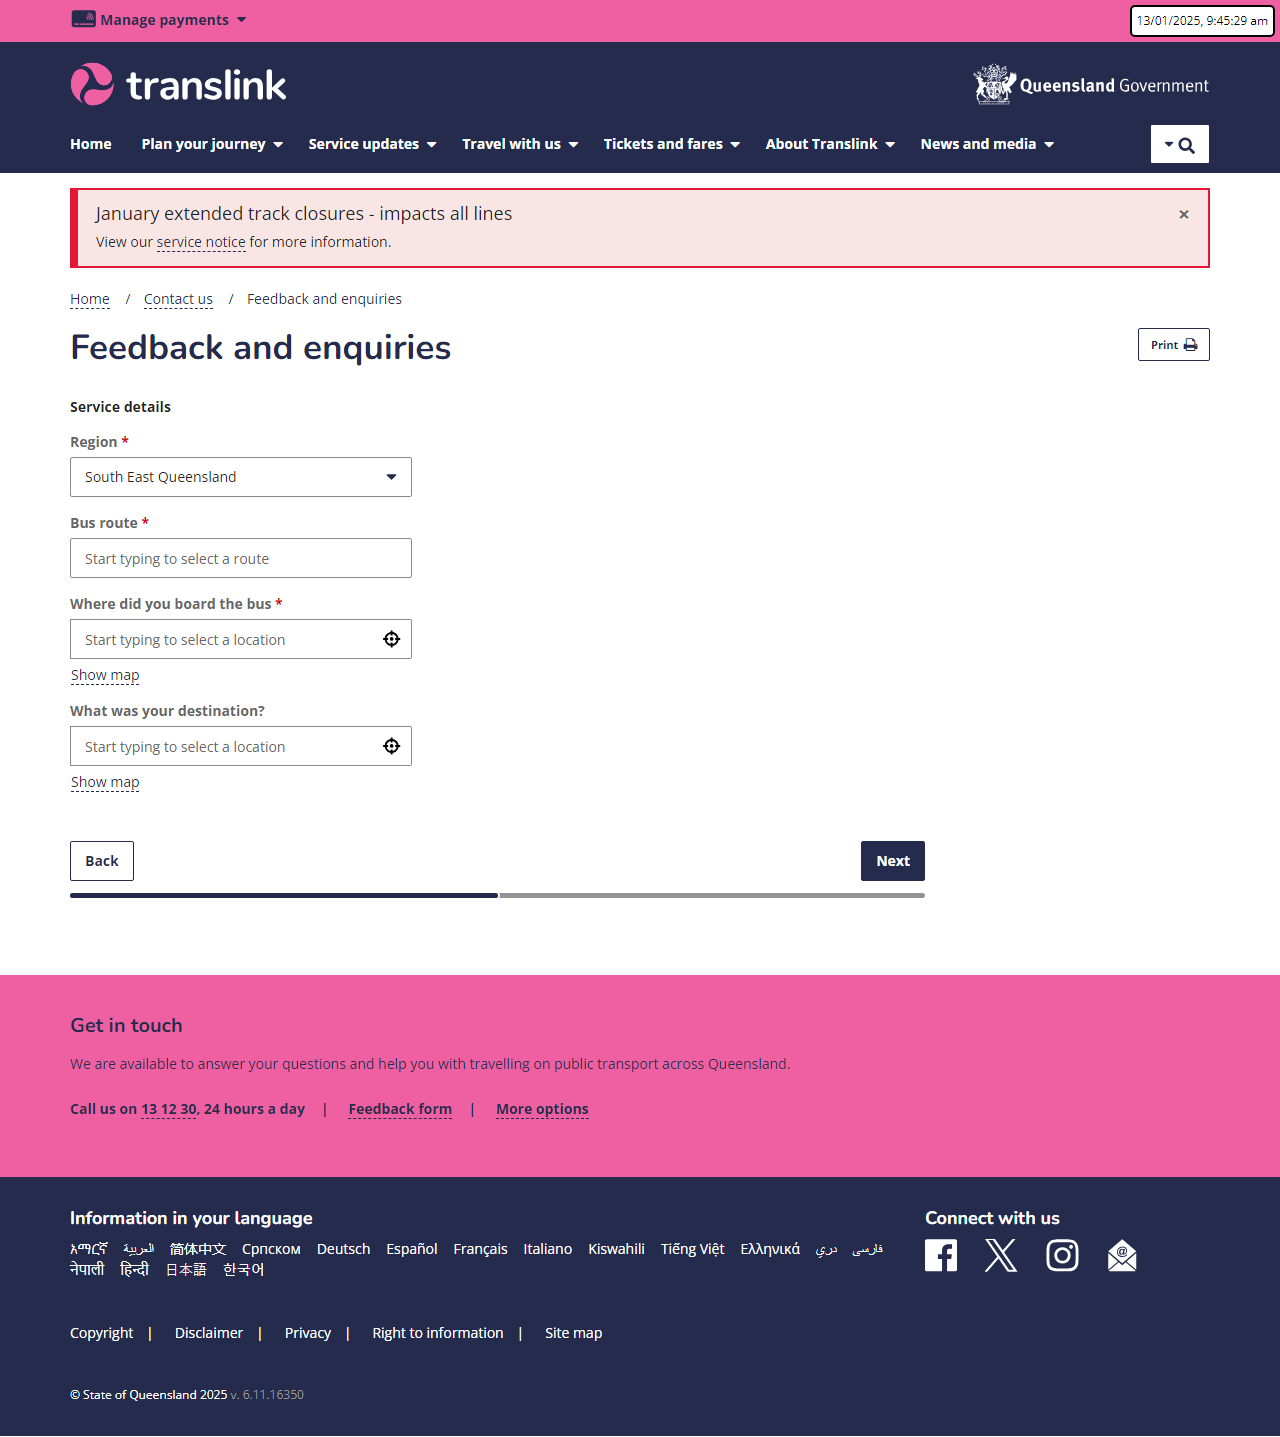 Manage payments
13/01/2025, 9:45:29 am
translink
Queensland Government
Home Plan your journey Service updates Travel with us Tickets and fares About Translink News and media
January extended track closures - impacts all lines
×
View our service notice for more information.
Home / Contact us / Feedback and enquiries
Feedback and enquiries
Print
Service details
Region *
South East Queensland
Bus route *
Start typing to select a route
Where did you board the bus *
Start typing to select a location
Show map
What was your destination?
Start typing to select a location
Show map
Back
Next
Get in touch
We are available to answer your questions and help you with travelling on public transport across Queensland.
Call us on 13 12 30, 24 hours a day | Feedback form | More options
Information in your language
Connect with us
አማርኛ العربية 简体中文 Српском Deutsch Español Français Italiano Kiswahili Tiếng Việt Ελληνικά دري فارسی
नेपाली हिन्दी 日本語 한국어
Copyright | Disclaimer | Privacy | Right to information | Site map
© State of Queensland 2025 v. 6.11.16350